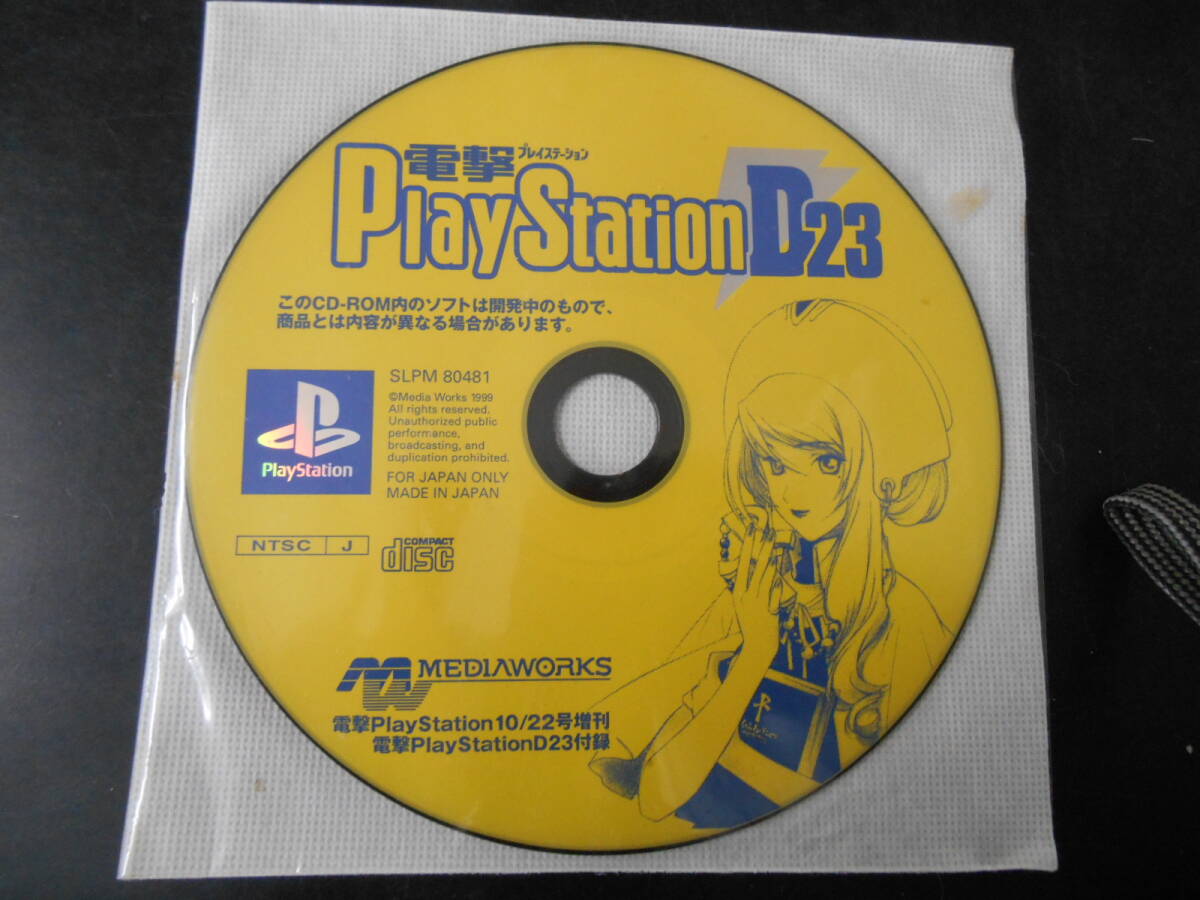 電撃プレイステーション
PlayStation D23
このCD-ROM内のソフトは開発中のもので、
商品とは内容が異なる場合があります。
SLPM 80481
©Media Works 1999
All rights reserved.
Unauthorized public
performance,
broadcasting, and
duplication prohibited.
PlayStation
FOR JAPAN ONLY
MADE IN JAPAN
NTSC J
COMPACT
disc
MW MEDIAWORKS
電撃PlayStation10/22号増刊
電撃PlayStationD23付録